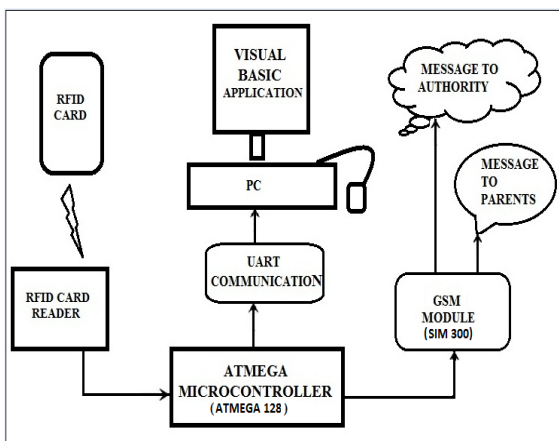 VISUAL
BASIC
APPLICATION
MESSAGE TO
AUTHORITY
RFID
CARD
MESSAGE
TO
PARENTS
PC
UART
COMMUNICATION
RFID CARD
READER
GSM
MODULE
(SIM 300)
ATMEGA
MICROCONTROLLER
(ATMEGA 128)